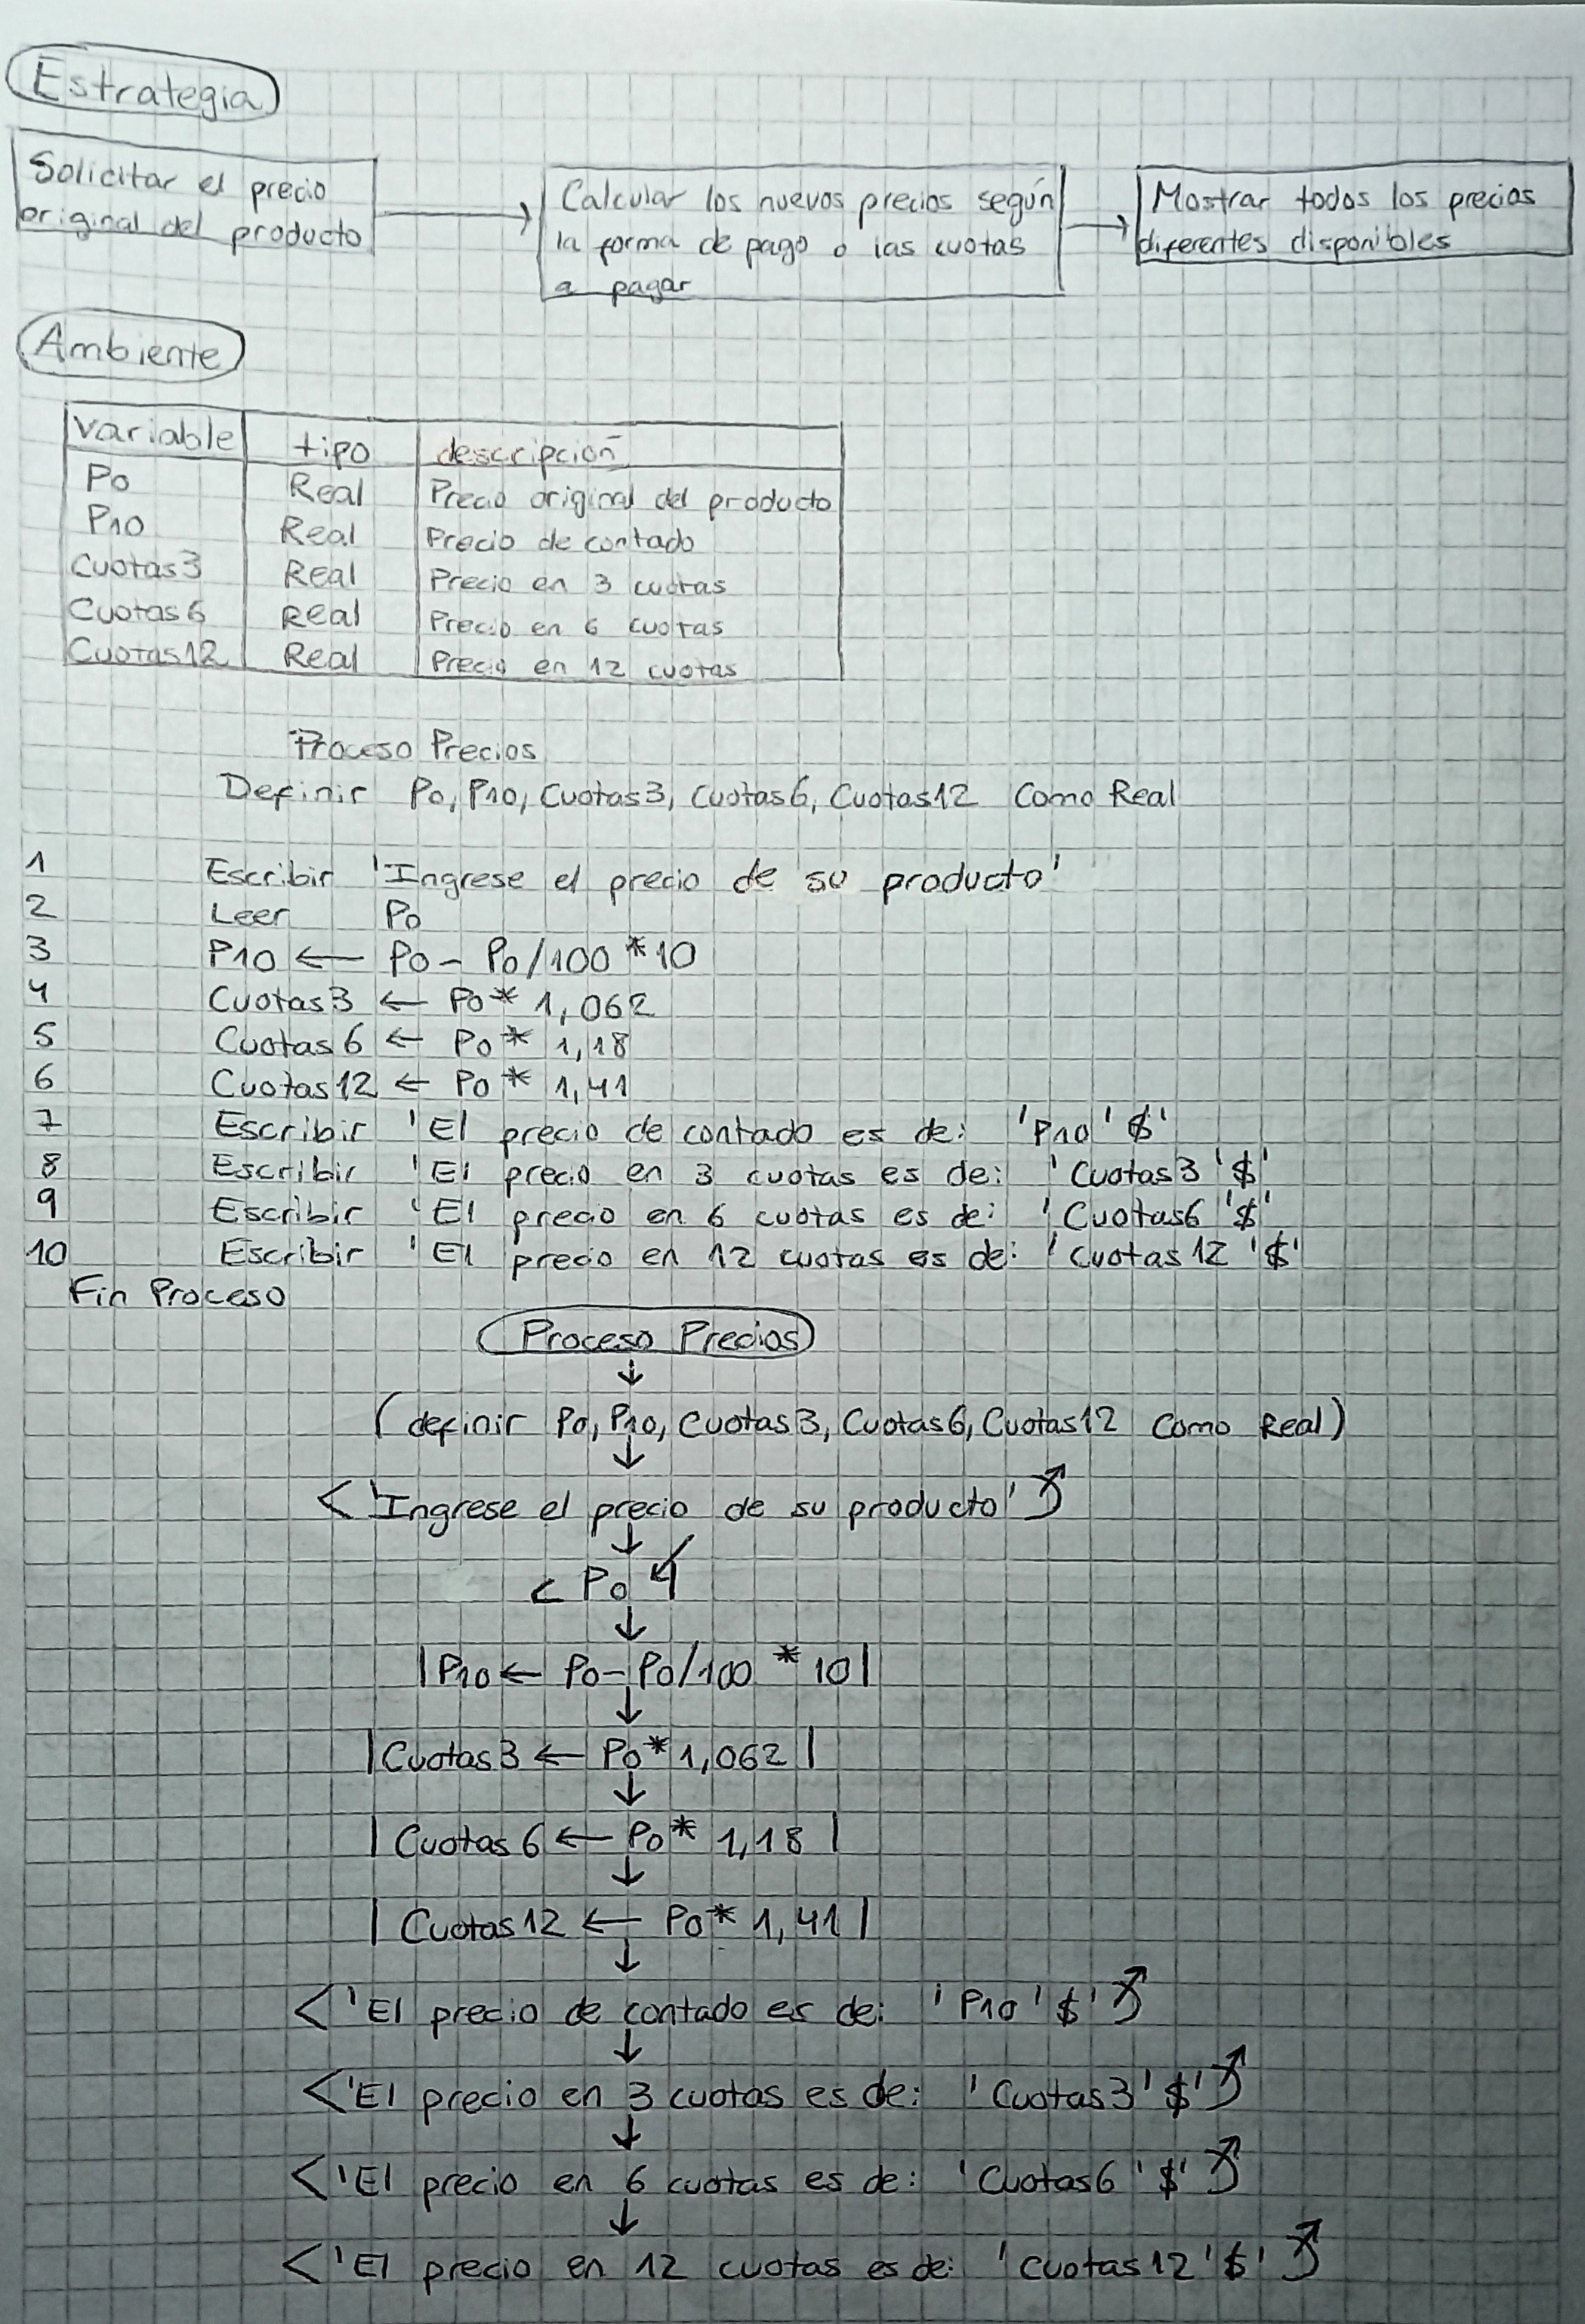 Estrategia
Solicitar el precio
original del producto
Calcular los nuevos precios según
la forma de pago o las cuotas
a pagar
Mostrar todos los precios
diferentes disponibles
Ambiente
variable tipo descripción
Po Real Precio original del producto
P10 Real Precio de contado
Cuotas3 Real Precio en 3 cuotas
Cuotas6 Real Precio en 6 cuotas
Cuotas12 Real Precio en 12 cuotas
Proceso Precios
Definir Po, P10, Cuotas3, Cuotas6, Cuotas12 Como Real
1 Escribir 'Ingrese el precio de su producto'
2 Leer Po
3 P10 ← Po - Po/100 * 10
4 Cuotas3 ← Po * 1,062
5 Cuotas6 ← Po * 1,18
6 Cuotas12 ← Po * 1,41
7 Escribir 'El precio de contado es de: 'P10'$'
8 Escribir 'El precio en 3 cuotas es de: 'Cuotas3'$'
9 Escribir 'El precio en 6 cuotas es de: 'Cuotas6'$'
10 Escribir 'El precio en 12 cuotas es de: 'Cuotas12'$'
Fin Proceso
Proceso Precios
↓
(definir Po, P10, Cuotas3, Cuotas6, Cuotas12 Como Real)
↓
<'Ingrese el precio de su producto'↗
↓
< Po ↙
↓
|P10 ← Po - Po/100 * 10|
↓
|Cuotas3 ← Po * 1,062|
↓
|Cuotas6 ← Po * 1,18|
↓
|Cuotas12 ← Po * 1,41|
↓
<'El precio de contado es de: 'P10'$'↗
↓
<'El precio en 3 cuotas es de: 'Cuotas3'$'↗
↓
<'El precio en 6 cuotas es de: 'Cuotas6'$'↗
↓
<'El precio en 12 cuotas es de: 'Cuotas12'$'↗